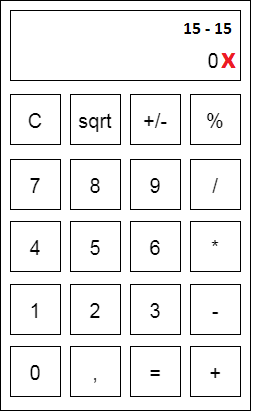 15 - 15
0 X
C sqrt +/- %
7 8 9 /
4 5 6 *
1 2 3 -
0 , = +